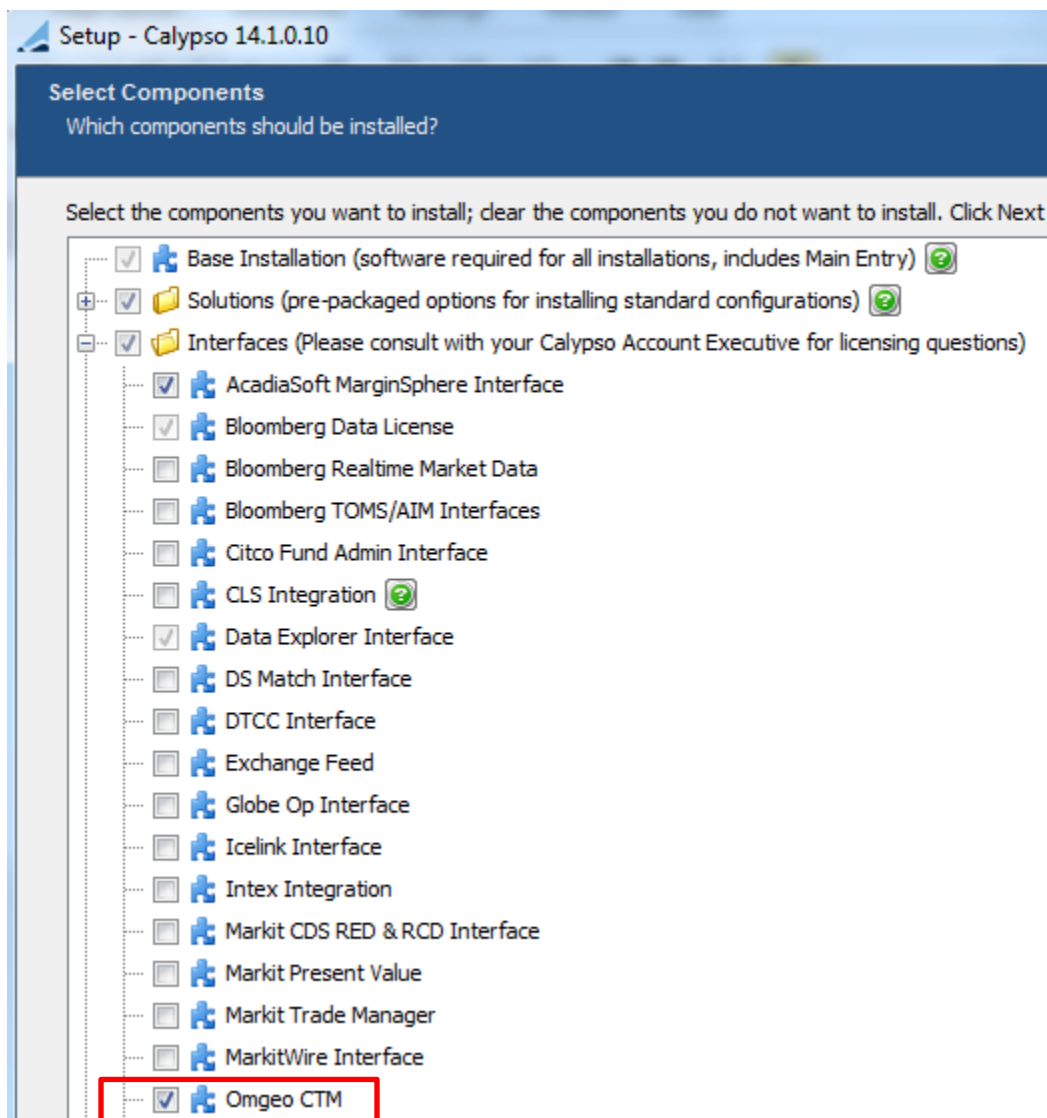 Setup - Calypso 14.1.0.10
Select Components
Which components should be installed?
Select the components you want to install; clear the components you do not want to install. Click Next
Base Installation (software required for all installations, includes Main Entry)
Solutions (pre-packaged options for installing standard configurations)
Interfaces (Please consult with your Calypso Account Executive for licensing questions)
AcadiaSoft MarginSphere Interface
Bloomberg Data License
Bloomberg Realtime Market Data
Bloomberg TOMS/AIM Interfaces
Citco Fund Admin Interface
CLS Integration
Data Explorer Interface
DS Match Interface
DTCC Interface
Exchange Feed
Globe Op Interface
Icelink Interface
Intex Integration
Markit CDS RED & RCD Interface
Markit Present Value
Markit Trade Manager
MarkitWire Interface
Omgeo CTM